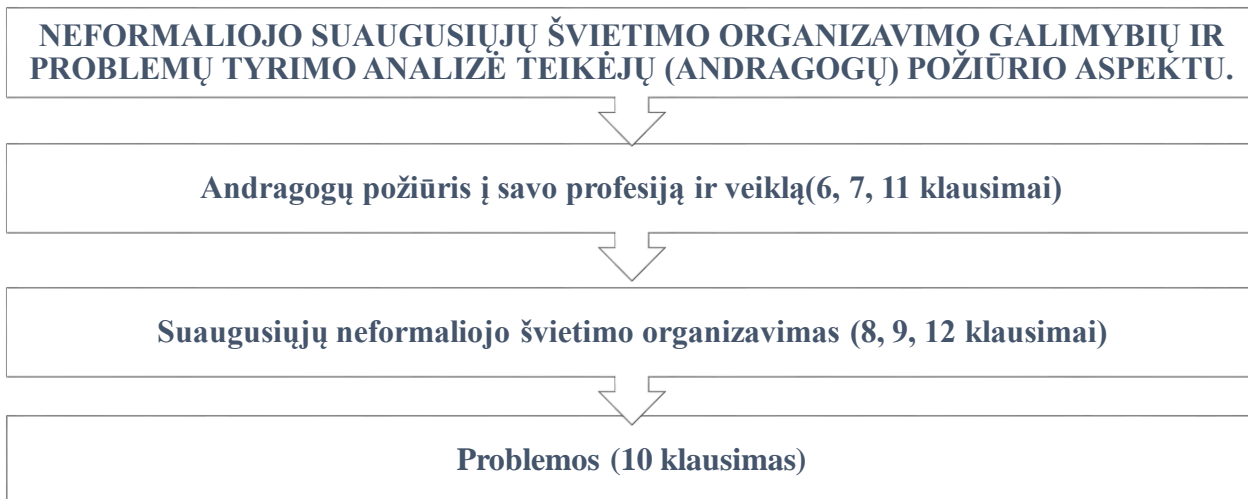 NEFORMALIOJO SUAUGUSIŲJŲ ŠVIETIMO ORGANIZAVIMO GALIMYBIŲ IR
PROBLEMŲ TYRIMO ANALIZĖ TEIKĖJŲ (ANDRAGOGŲ) POŽIŪRIO ASPEKTU.
Andragogų požiūris į savo profesiją ir veiklą(6, 7, 11 klausimai)
Suaugusiųjų neformaliojo švietimo organizavimas (8, 9, 12 klausimai)
Problemos (10 klausimas)